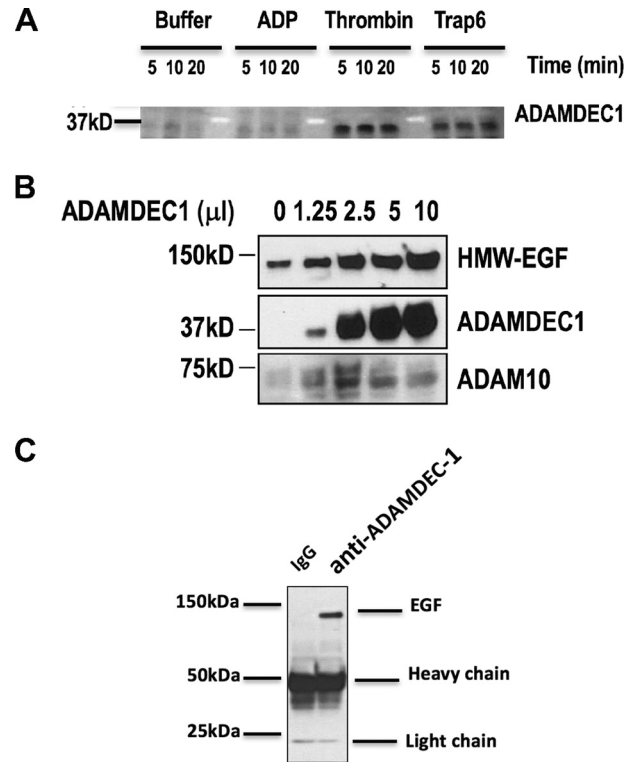 A
Buffer ADP Thrombin Trap6
5 10 20 5 10 20 5 10 20 5 10 20 Time (min)
37kD ADAMDEC1
B
ADAMDEC1 (µl) 0 1.25 2.5 5 10
150kD HMW-EGF
37kD ADAMDEC1
75kD ADAM10
C
IgG anti-ADAMDEC-1
150kDa EGF
50kDa Heavy chain
25kDa Light chain